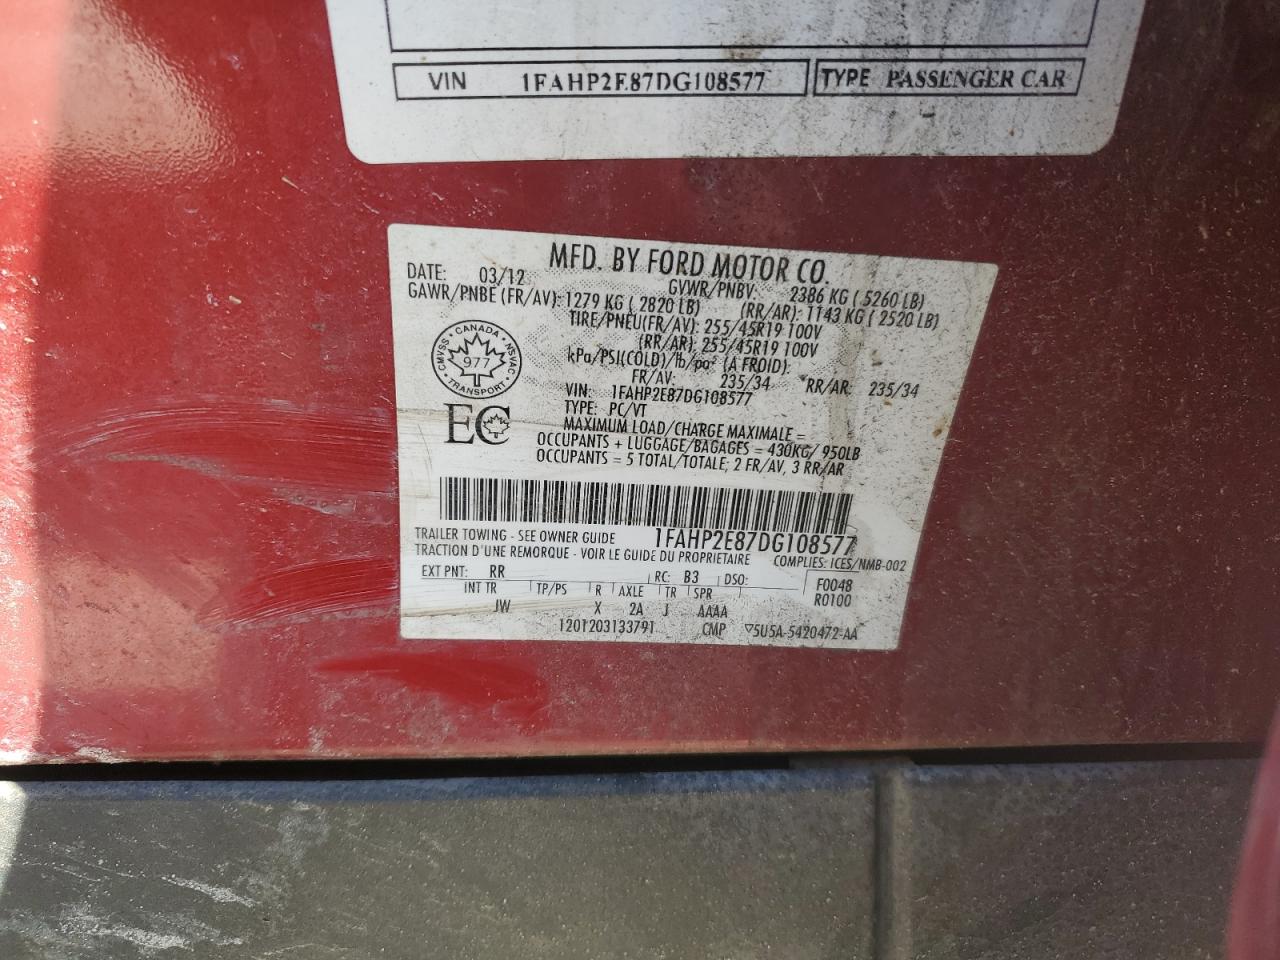 VIN 1FAHP2E87DG108577 TYPE PASSENGER CAR
MFD. BY FORD MOTOR CO.
DATE: 03/12 GVWR/PNBV: 2386 KG ( 5260 LB)
GAWR/PNBE (FR/AV): 1279 KG ( 2820 LB) (RR/AR): 1143 KG ( 2520 LB)
TIRE/PNEU(FR/AV): 255/45R19 100V
(RR/AR): 255/45R19 100V
kPa/PSI(COLD)/lb/po² (A FROID):
FR/AV: 235/34 RR/AR: 235/34
VIN: 1FAHP2E87DG108577
TYPE: PC/VT
MAXIMUM LOAD/CHARGE MAXIMALE =
OCCUPANTS + LUGGAGE/BAGAGES = 430KG/ 950LB
OCCUPANTS = 5 TOTAL/TOTALE, 2 FR/AV, 3 RR/AR
CMVSS • CANADA • NSVAC • TRANSPORT •
977
EC
1FAHP2E87DG108577
TRAILER TOWING - SEE OWNER GUIDE
TRACTION D'UNE REMORQUE - VOIR LE GUIDE DU PROPRIETAIRE COMPLIES: ICES/NMB-002
EXT PNT: RR RC: B3 DSO: F0048
INT TR TP/PS R AXLE TR SPR R0100
JW X 2A J AAAA
1201203133791 CMP ▽5U5A-5420472-AA